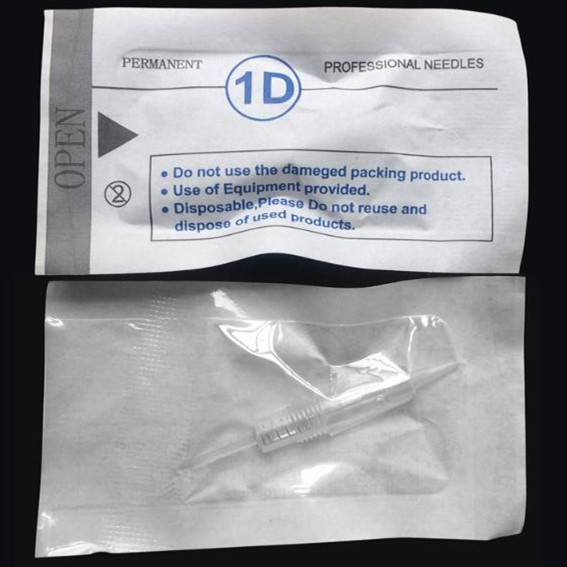 PERMANENT
1D
PROFESSIONAL NEEDLES
OPEN
• Do not use the dameged packing product.
• Use of Equipment provided.
• Disposable,Please Do not reuse and
dispose of used products.
2